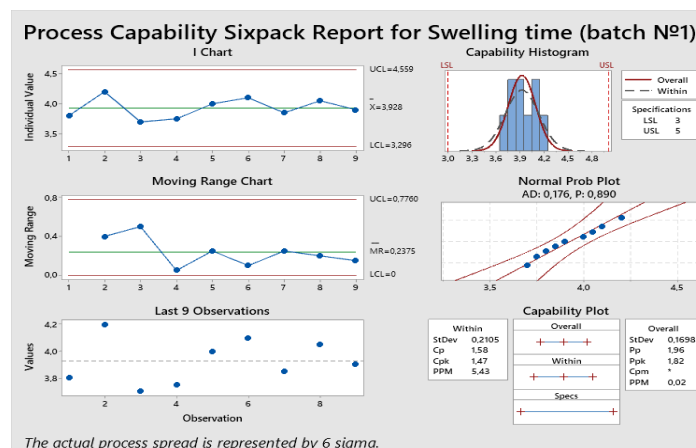 Process Capability Sixpack Report for Swelling time (batch №1)
I Chart
Individual Value
4,5
4,0
3,5
1 2 3 4 5 6 7 8 9
UCL=4,559
X=3,928
LCL=3,296
Capability Histogram
LSL USL
3,0 3,3 3,6 3,9 4,2 4,5 4,8
Overall
Within
Specifications
LSL 3
USL 5
Moving Range Chart
Moving Range
0.8
0.4
0.0
1 2 3 4 5 6 7 8 9
UCL=0,7760
MR=0,2375
LCL=0
Normal Prob Plot
AD: 0,176, P: 0,890
3,5 4,0 4,5
Last 9 Observations
Values
4,2
4,0
3,8
2 4 6 8
Observation
Capability Plot
Within
StDev 0,2105
Cp 1,58
Cpk 1,47
PPM 5,43
Overall
Within
Specs
Overall
StDev 0,1698
Pp 1,96
Ppk 1,82
Cpm *
PPM 0,02
The actual process spread is represented by 6 sigma.